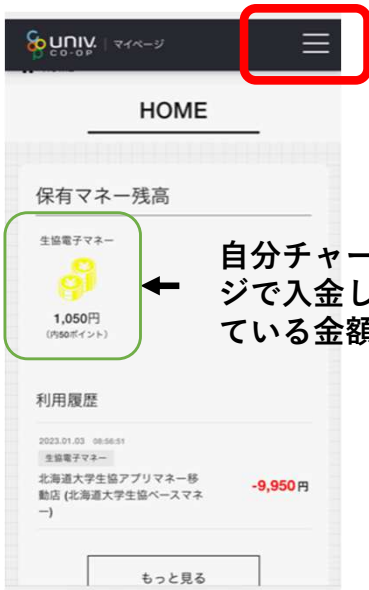 univ. CO-OP | マイページ
HOME
保有マネー残高
生協電子マネー
1,050円
(内50ポイント)
← 自分チャー
ジで入金し
ている金額
利用履歴
2023.01.03 08:56:51
生協電子マネー
北海道大学生協アプリマネー移
動店 (北海道大学生協ベースマネ
ー)
-9,950円
もっと見る